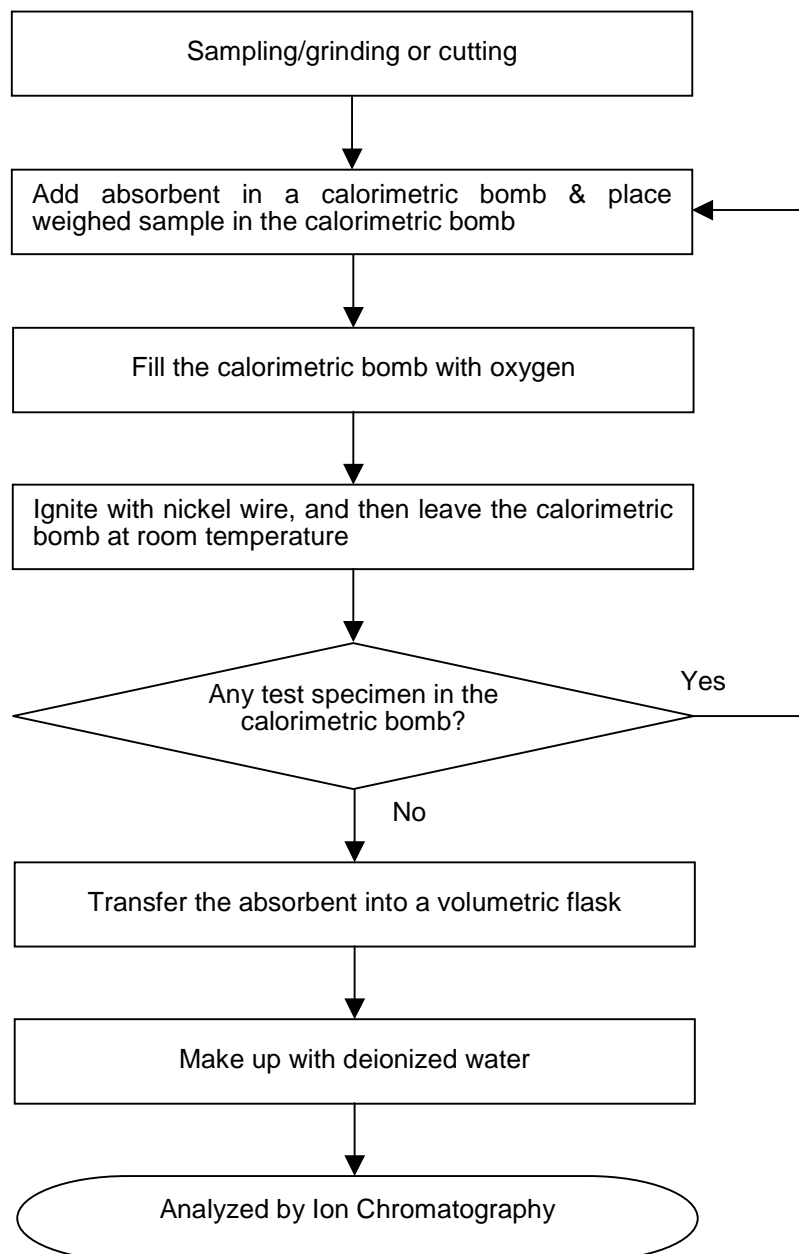 Sampling/grinding or cutting
Add absorbent in a calorimetric bomb & place
weighed sample in the calorimetric bomb
Fill the calorimetric bomb with oxygen
Ignite with nickel wire, and then leave the calorimetric
bomb at room temperature
Any test specimen in the
calorimetric bomb?
Yes
No
Transfer the absorbent into a volumetric flask
Make up with deionized water
Analyzed by Ion Chromatography